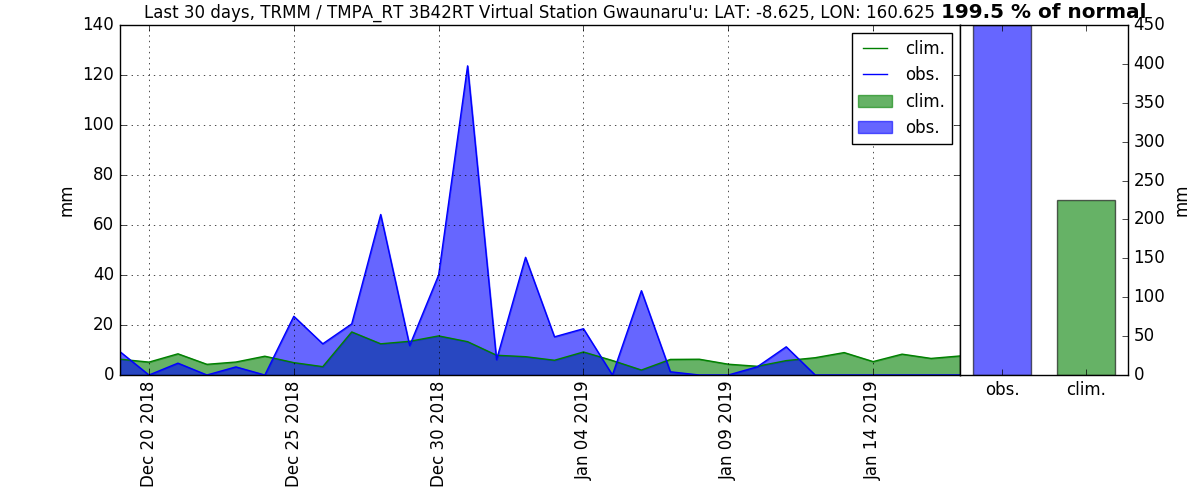 Last 30 days, TRMM / TMPA_RT 3B42RT Virtual Station Gwaunaru'u: LAT: -8.625, LON: 160.625 199.5 % of normal
140
120
100
80
60
40
20
0
mm
clim.
obs.
clim.
obs.
Dec 20 2018
Dec 25 2018
Dec 30 2018
Jan 04 2019
Jan 09 2019
Jan 14 2019
450
400
350
300
250
200
150
100
50
0
mm
obs.
clim.